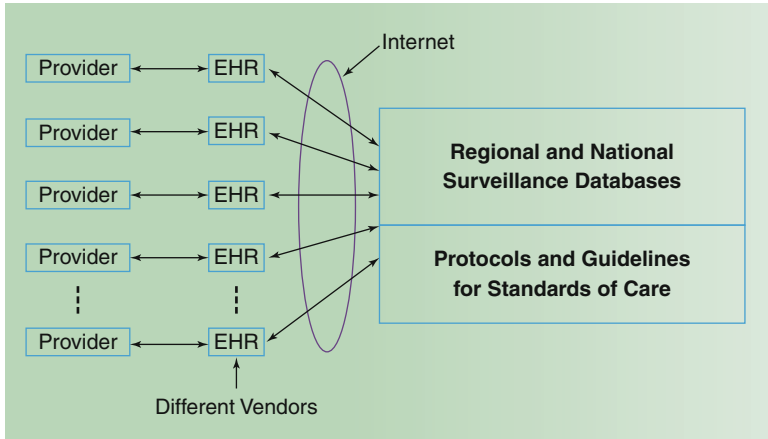 Internet
Provider EHR
Provider EHR
Provider EHR
Provider EHR
Provider EHR
Regional and National
Surveillance Databases
Protocols and Guidelines
for Standards of Care
Different Vendors